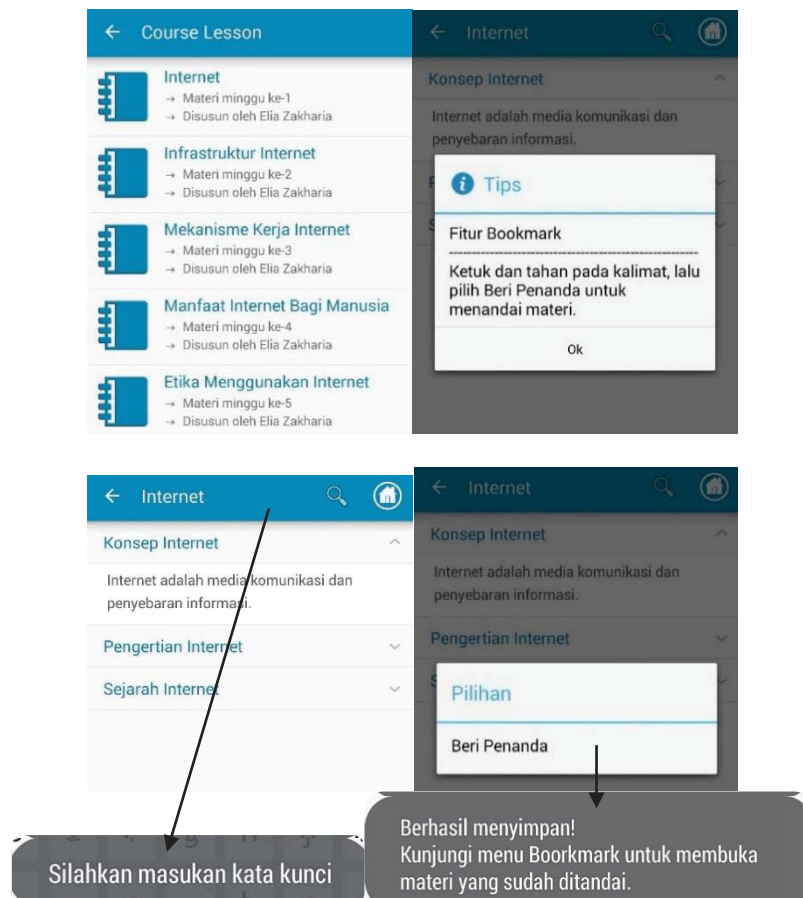 Course Lesson
Internet
→ Materi minggu ke-1
→ Disusun oleh Elia Zakharia
Infrastruktur Internet
→ Materi minggu ke-2
→ Disusun oleh Elia Zakharia
Mekanisme Kerja Internet
→ Materi minggu ke-3
→ Disusun oleh Elia Zakharia
Manfaat Internet Bagi Manusia
→ Materi minggu ke-4
→ Disusun oleh Elia Zakharia
Etika Menggunakan Internet
→ Materi minggu ke-5
→ Disusun oleh Elia Zakharia
Internet
Konsep Internet
Internet adalah media komunikasi dan
penyebaran informasi.
Tips
Fitur Bookmark
Ketuk dan tahan pada kalimat, lalu
pilih Beri Penanda untuk
menandai materi.
Ok
Internet
Konsep Internet
Internet adalah media komunikasi dan
penyebaran informasi.
Pengertian Internet
Sejarah Internet
Silahkan masukan kata kunci
Internet
Konsep Internet
Internet adalah media komunikasi dan
penyebaran informasi.
Pengertian Internet
Pilihan
Beri Penanda
Berhasil menyimpan!
Kunjungi menu Boorkmark untuk membuka
materi yang sudah ditandai.